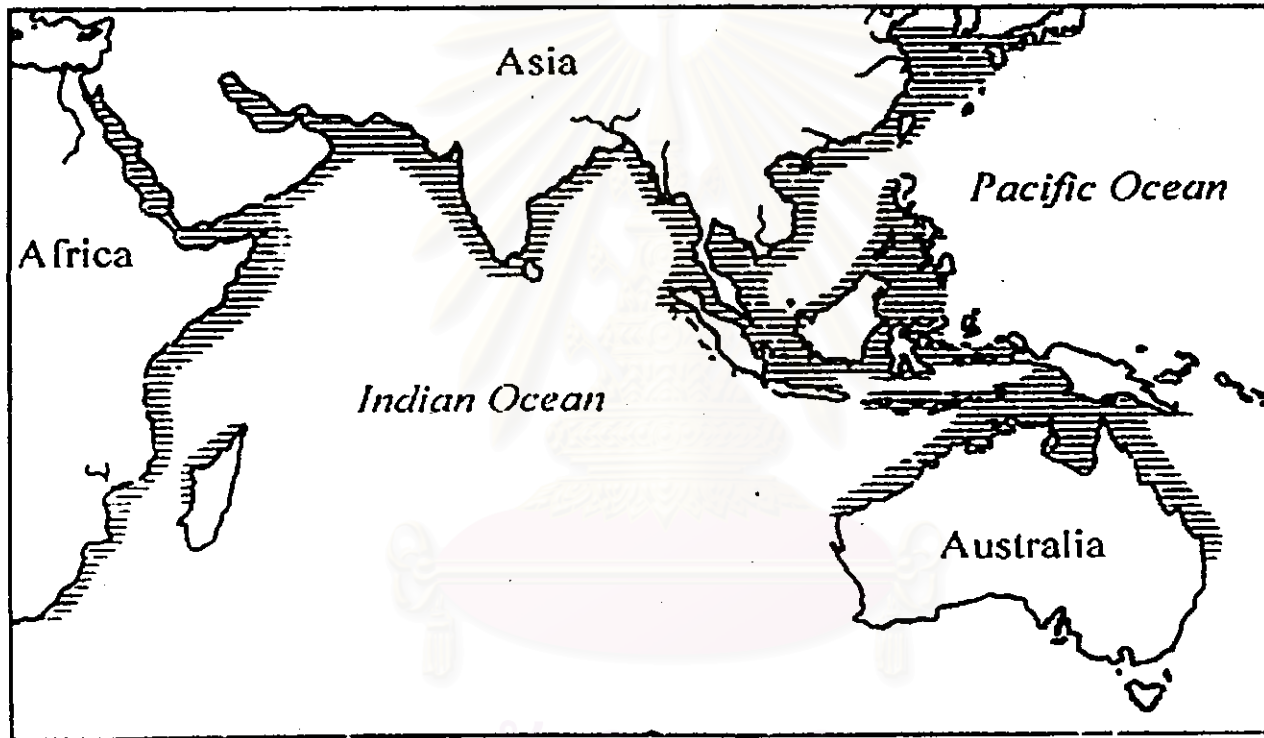 Asia
Pacific Ocean
Africa
Indian Ocean
Australia